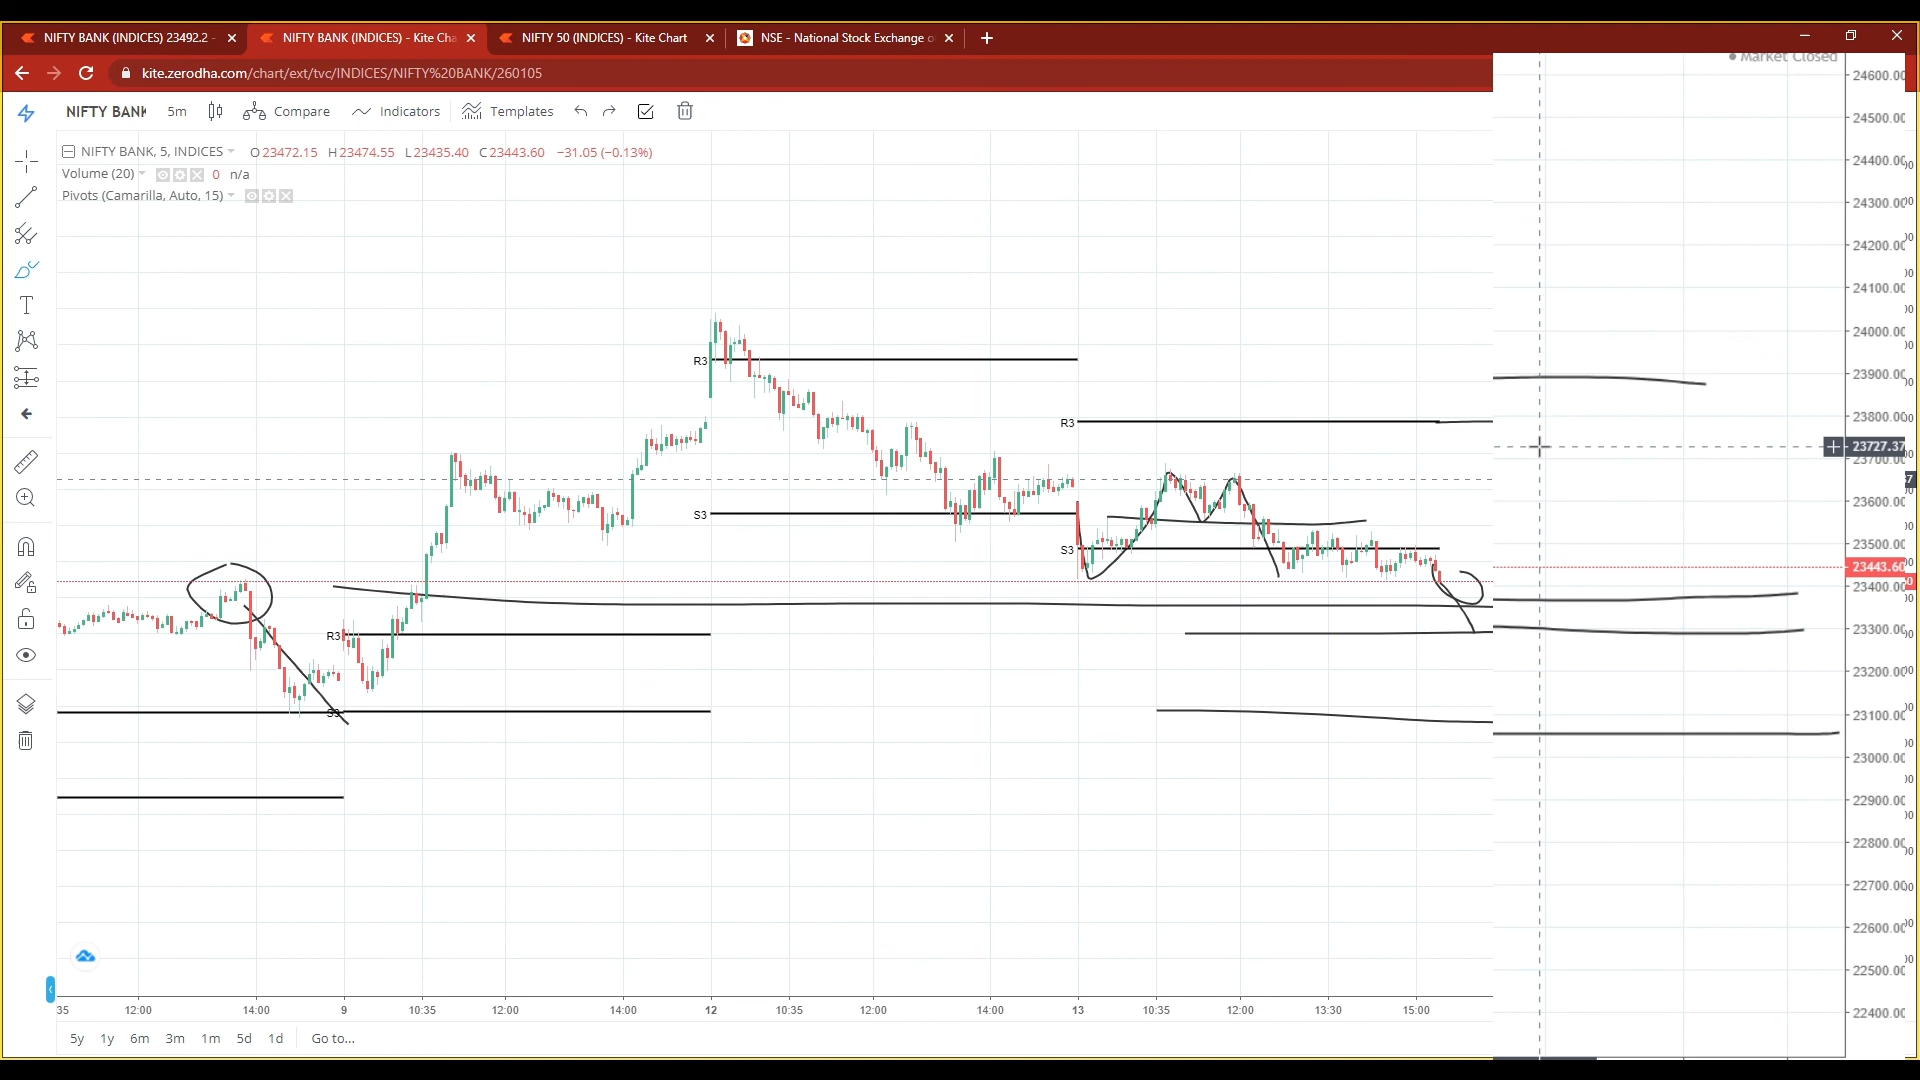 NIFTY BANK (INDICES) 23492.2 -
NIFTY BANK (INDICES) - Kite Cha
NIFTY 50 (INDICES) - Kite Chart
NSE - National Stock Exchange o
kite.zerodha.com/chart/ext/tvc/INDICES/NIFTY%20BANK/260105
Market Closed
NIFTY BANK 5m Compare Indicators Templates
NIFTY BANK, 5, INDICES O 23472.15 H 23474.55 L 23435.40 C 23443.60 −31.05 (−0.13%)
Volume (20) 0 n/a
Pivots (Camarilla, Auto, 15)
R3
R3
S3
S3
R3
S3
24600.00
24500.00
24400.00
24300.00
24200.00
24100.00
24000.00
23900.00
23800.00
23727.37
23700.00
23600.00
23500.00
23443.60
23400.00
23300.00
23200.00
23100.00
23000.00
22900.00
22800.00
22700.00
22600.00
22500.00
22400.00
35 12:00 14:00 9 10:35 12:00 14:00 12 10:35 12:00 14:00 13 10:35 12:00 13:30 15:00
5y 1y 6m 3m 1m 5d 1d Go to...